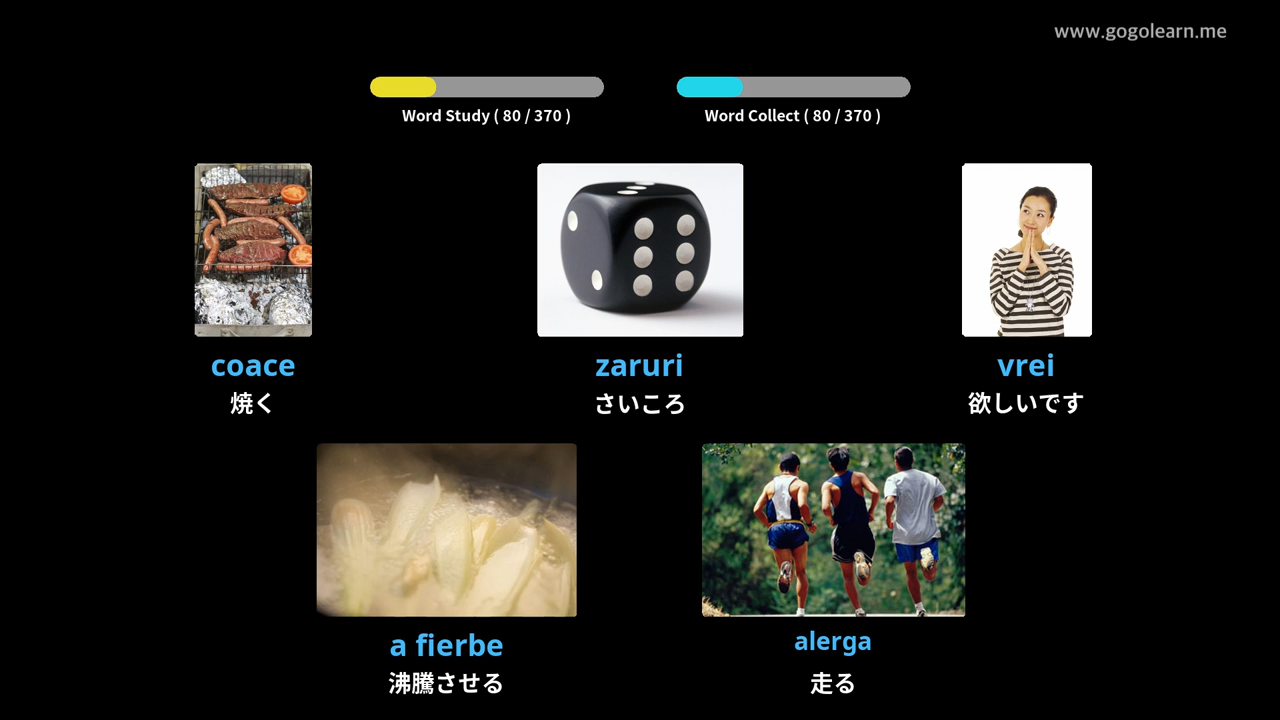 www.gogolearn.me
Word Study ( 80 / 370 )
Word Collect ( 80 / 370 )
coace
焼く
zaruri
さいころ
vrei
欲しいです
a fierbe
沸騰させる
alerga
走る